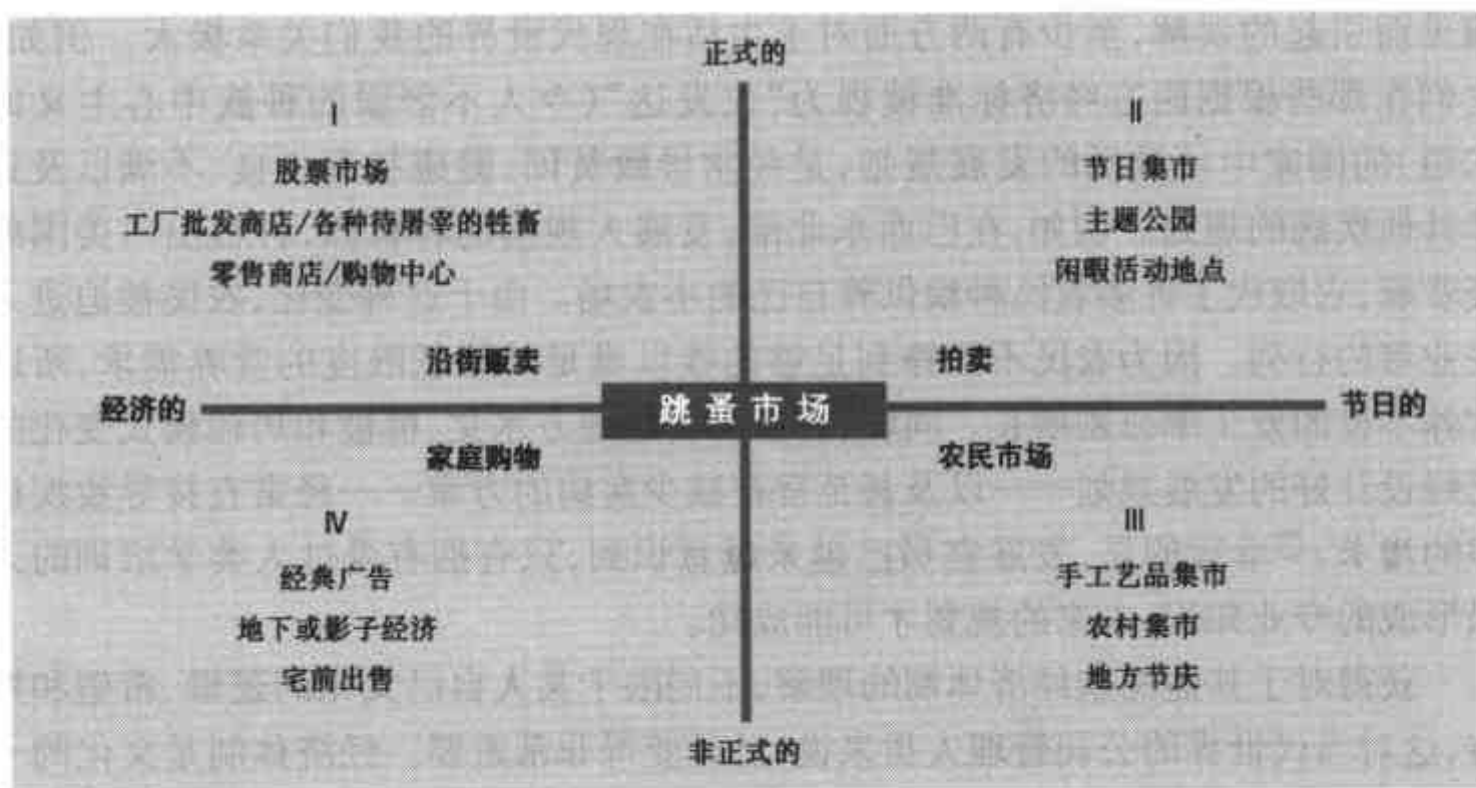 正式的
Ⅰ
股票市场
工厂批发商店/各种待屠宰的牲畜
零售商店/购物中心
沿街贩卖
Ⅱ
节日集市
主题公园
闲暇活动地点
拍卖
经济的
跳蚤市场
节日的
家庭购物
Ⅳ
经典广告
地下或影子经济
宅前出售
农民市场
Ⅲ
手工艺品集市
农村集市
地方节庆
非正式的